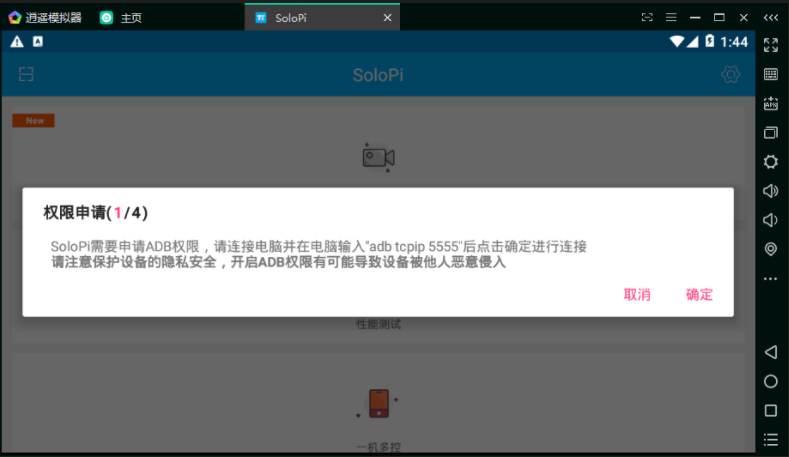 逍遥模拟器 主页 SoloPi
1:44
SoloPi
New
权限申请(1/4)
SoloPi需要申请ADB权限，请连接电脑并在电脑输入"adb tcpip 5555"后点击确定进行连接
请注意保护设备的隐私安全，开启ADB权限有可能导致设备被他人恶意侵入
取消 确定
性能测试
一机多控